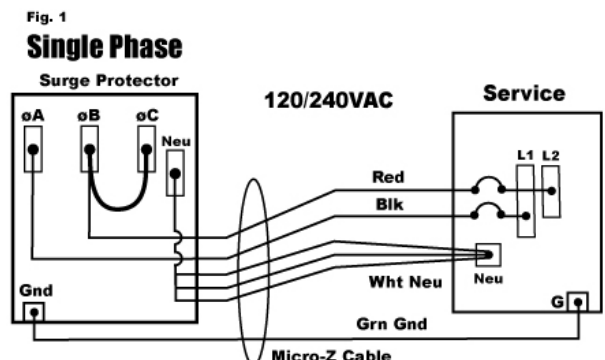 Fig. 1
Single Phase
Surge Protector
120/240VAC
Service
øA øB øC
Neu
L1 L2
Red
Blk
Wht Neu
Neu
Gnd
G
Grn Gnd
Micro-Z Cable